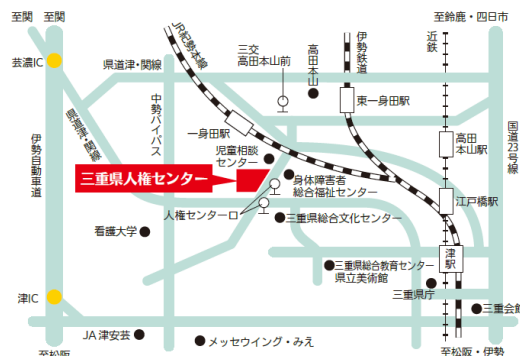 至関
至関
至鈴鹿・四日市
芸濃IC
県道津・関線
県道津・関線
伊勢自動車道
中勢バイパス
JR紀勢本線
三交
高田本山前
高田本山
伊勢鉄道
近鉄
東一身田駅
一身田駅
高田
本山駅
国道23号線
児童相談
センター
三重県人権センター
身体障害者
総合福祉センター
人権センター口
江戸橋駅
三重県総合文化センター
看護大学
津駅
三重県総合教育センター
県立美術館
三重県庁
津IC
三重会館
JA津安芸
メッセウイング・みえ
至松阪
至松阪・伊勢